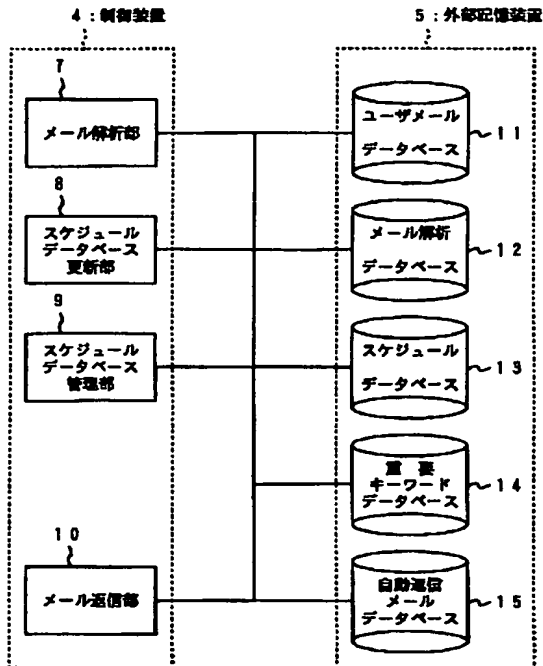 4:制御装置
5:外部記憶装置
7
メール解析部
8
スケジュール
データベース
更新部
9
スケジュール
データベース
管理部
10
メール返信部
ユーザメール
データベース
11
メール解析
データベース
12
スケジュール
データベース
13
重要
キーワード
データベース
14
自動返信
メール
データベース
15